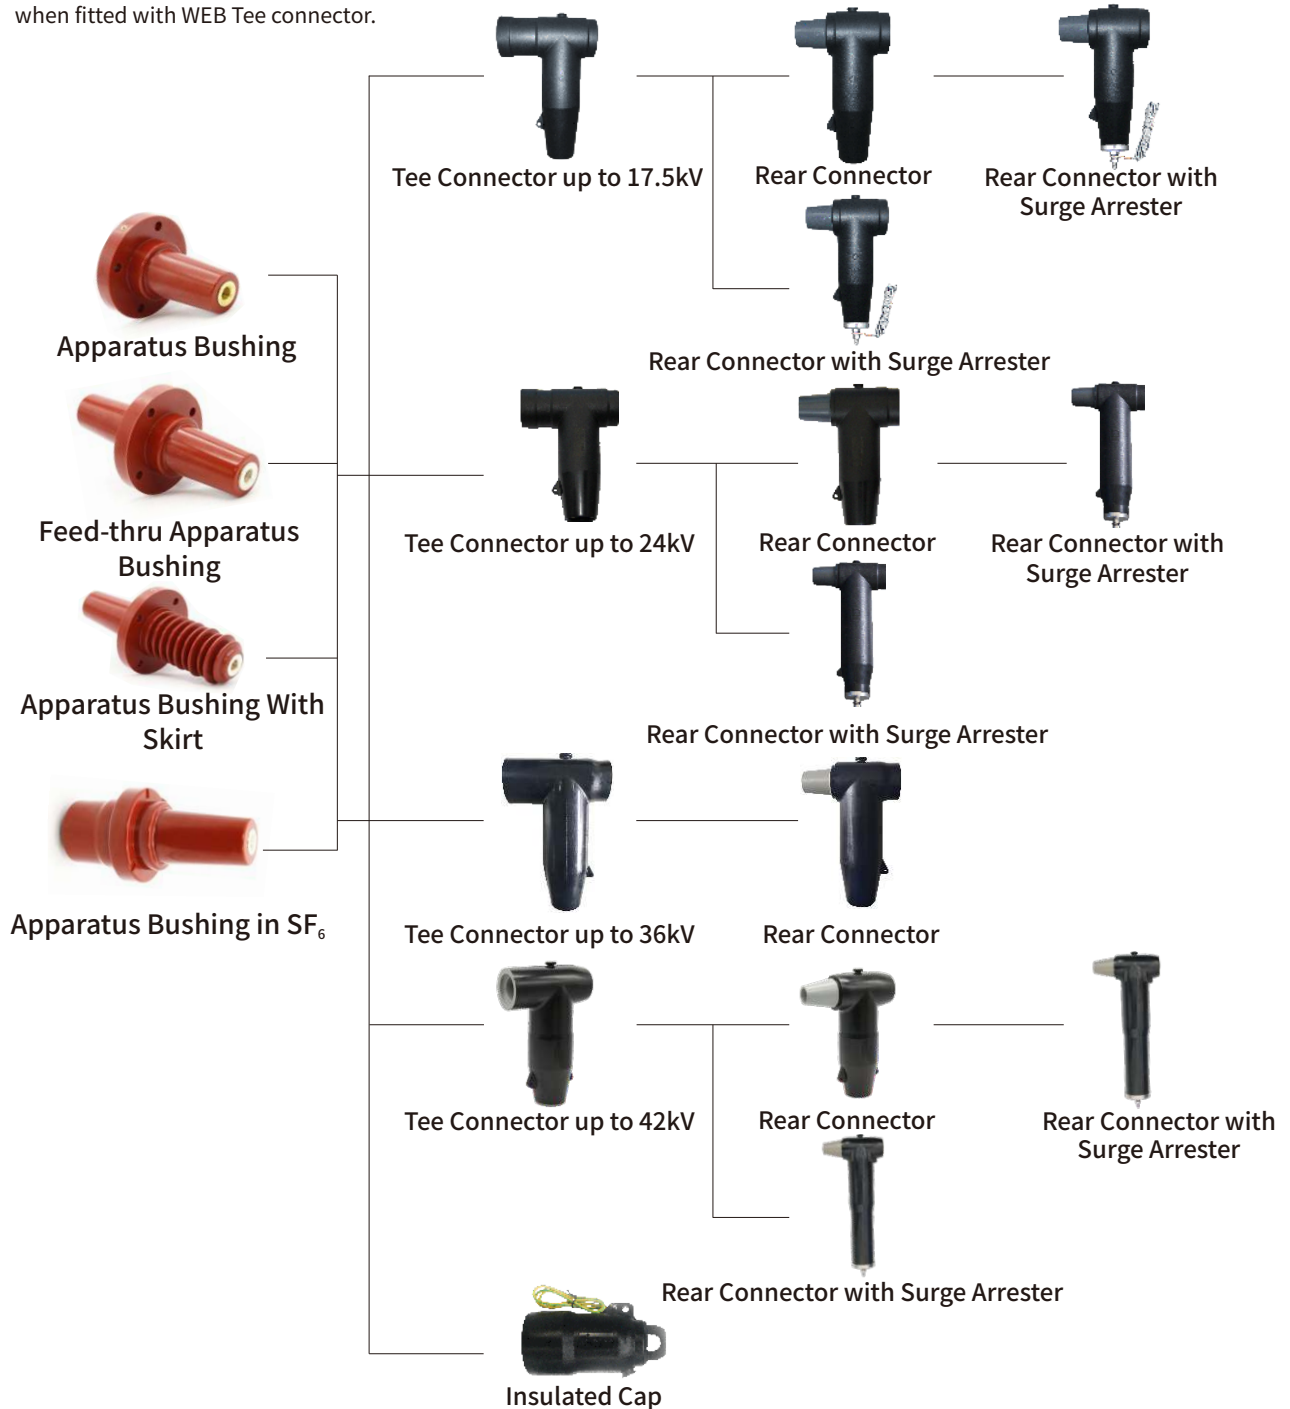 when fitted with WEB Tee connector.
Tee Connector up to 17.5kV
Rear Connector
Rear Connector with
Surge Arrester
Apparatus Bushing
Rear Connector with Surge Arrester
Feed-thru Apparatus
Bushing
Tee Connector up to 24kV
Rear Connector
Rear Connector with
Surge Arrester
Apparatus Bushing With
Skirt
Rear Connector with Surge Arrester
Apparatus Bushing in SF₆
Tee Connector up to 36kV
Rear Connector
Tee Connector up to 42kV
Rear Connector
Rear Connector with
Surge Arrester
Rear Connector with Surge Arrester
Insulated Cap